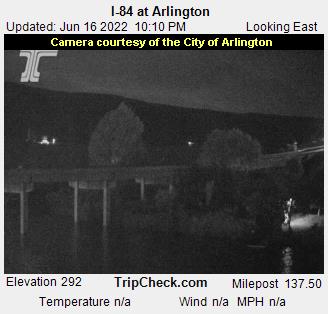 I-84 at Arlington
Updated: Jun 16 2022 10:10 PM Looking East
Camera courtesy of the City of Arlington
Elevation 292 TripCheck.com Milepost 137.50
Temperature n/a Wind n/a MPH n/a